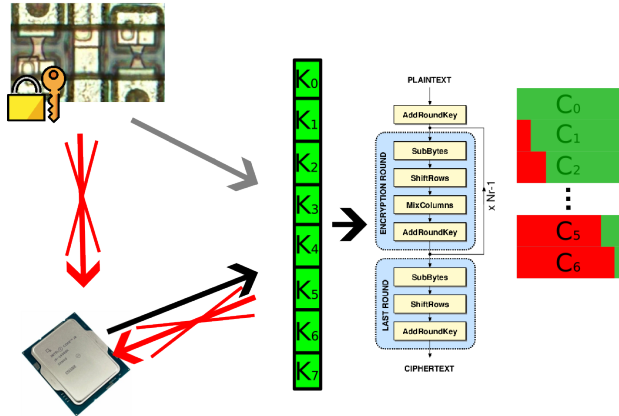 K0
K1
K2
K3
K4
K5
K6
K7
PLAINTEXT
AddRoundKey
ENCRYPTION ROUND
SubBytes
ShiftRows
MixColumns
AddRoundKey
x Nr-1
LAST ROUND
SubBytes
ShiftRows
AddRoundKey
CIPHERTEXT
C0
C1
C2
C5
C6